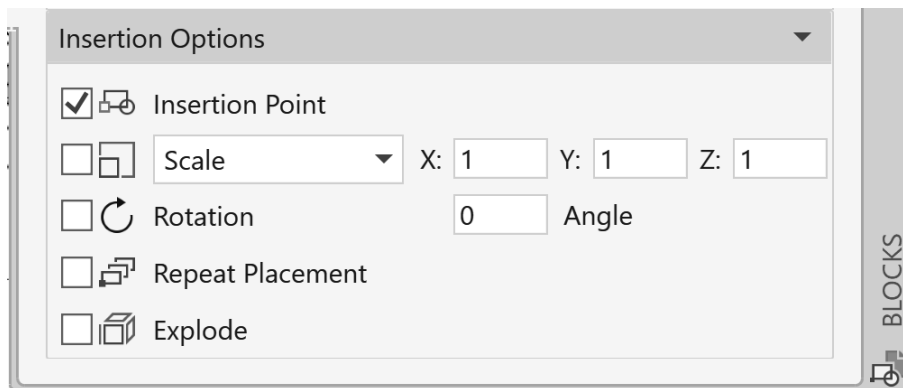 Insertion Options
Insertion Point
Scale X: 1 Y: 1 Z: 1
Rotation 0 Angle
Repeat Placement
Explode
BLOCKS